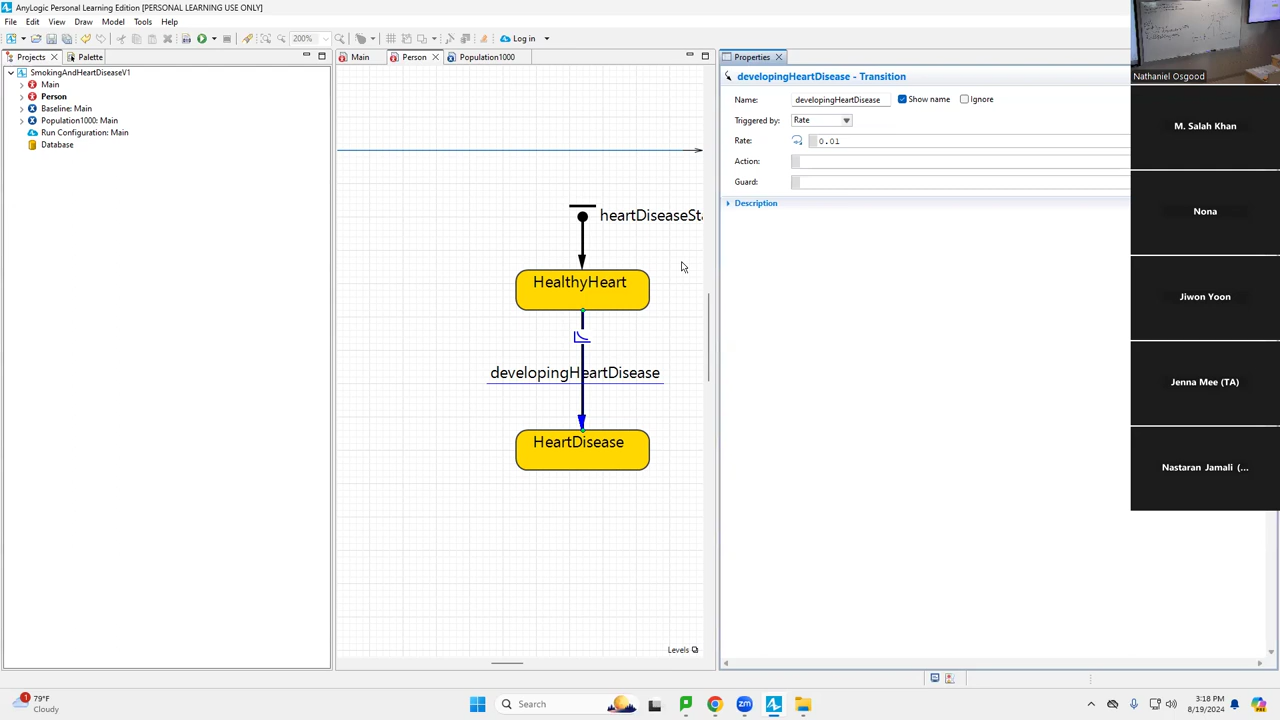 AnyLogic Personal Learning Edition [PERSONAL LEARNING USE ONLY]
File Edit View Draw Model Tools Help
200% Log in
Projects Palette
SmokingAndHeartDiseaseV1
Main
Person
Baseline: Main
Population1000: Main
Run Configuration: Main
Database
Main Person Population1000
heartDiseaseSta
HealthyHeart
developingHeartDisease
HeartDisease
Levels
Properties
developingHeartDisease - Transition
Name: developingHeartDisease Show name Ignore
Triggered by: Rate
Rate: 0.01
Action:
Guard:
Description
Nathaniel Osgood
M. Salah Khan
Nona
Jiwon Yoon
Jenna Mee (TA)
Nastaran Jamali (...
1
79°F
Cloudy
Search
3:18 PM
8/19/2024